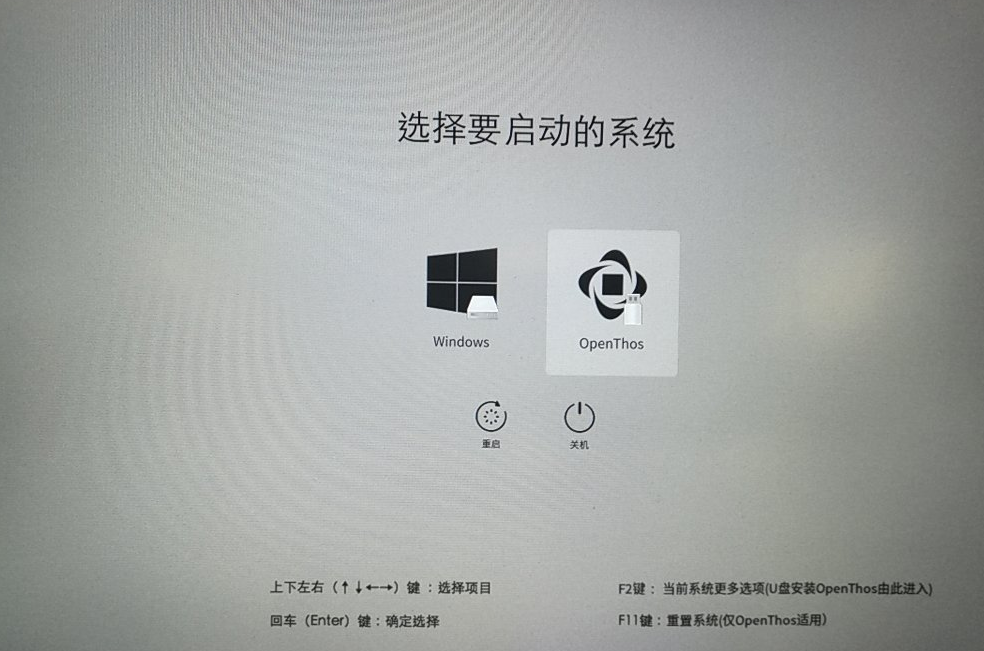 选择要启动的系统
Windows
OpenThos
重启
关机
上下左右（↑↓←→）键 ：选择项目
F2键： 当前系统更多选项(U盘安装OpenThos由此进入)
回车（Enter）键：确定选择
F11键：重置系统(仅OpenThos适用)